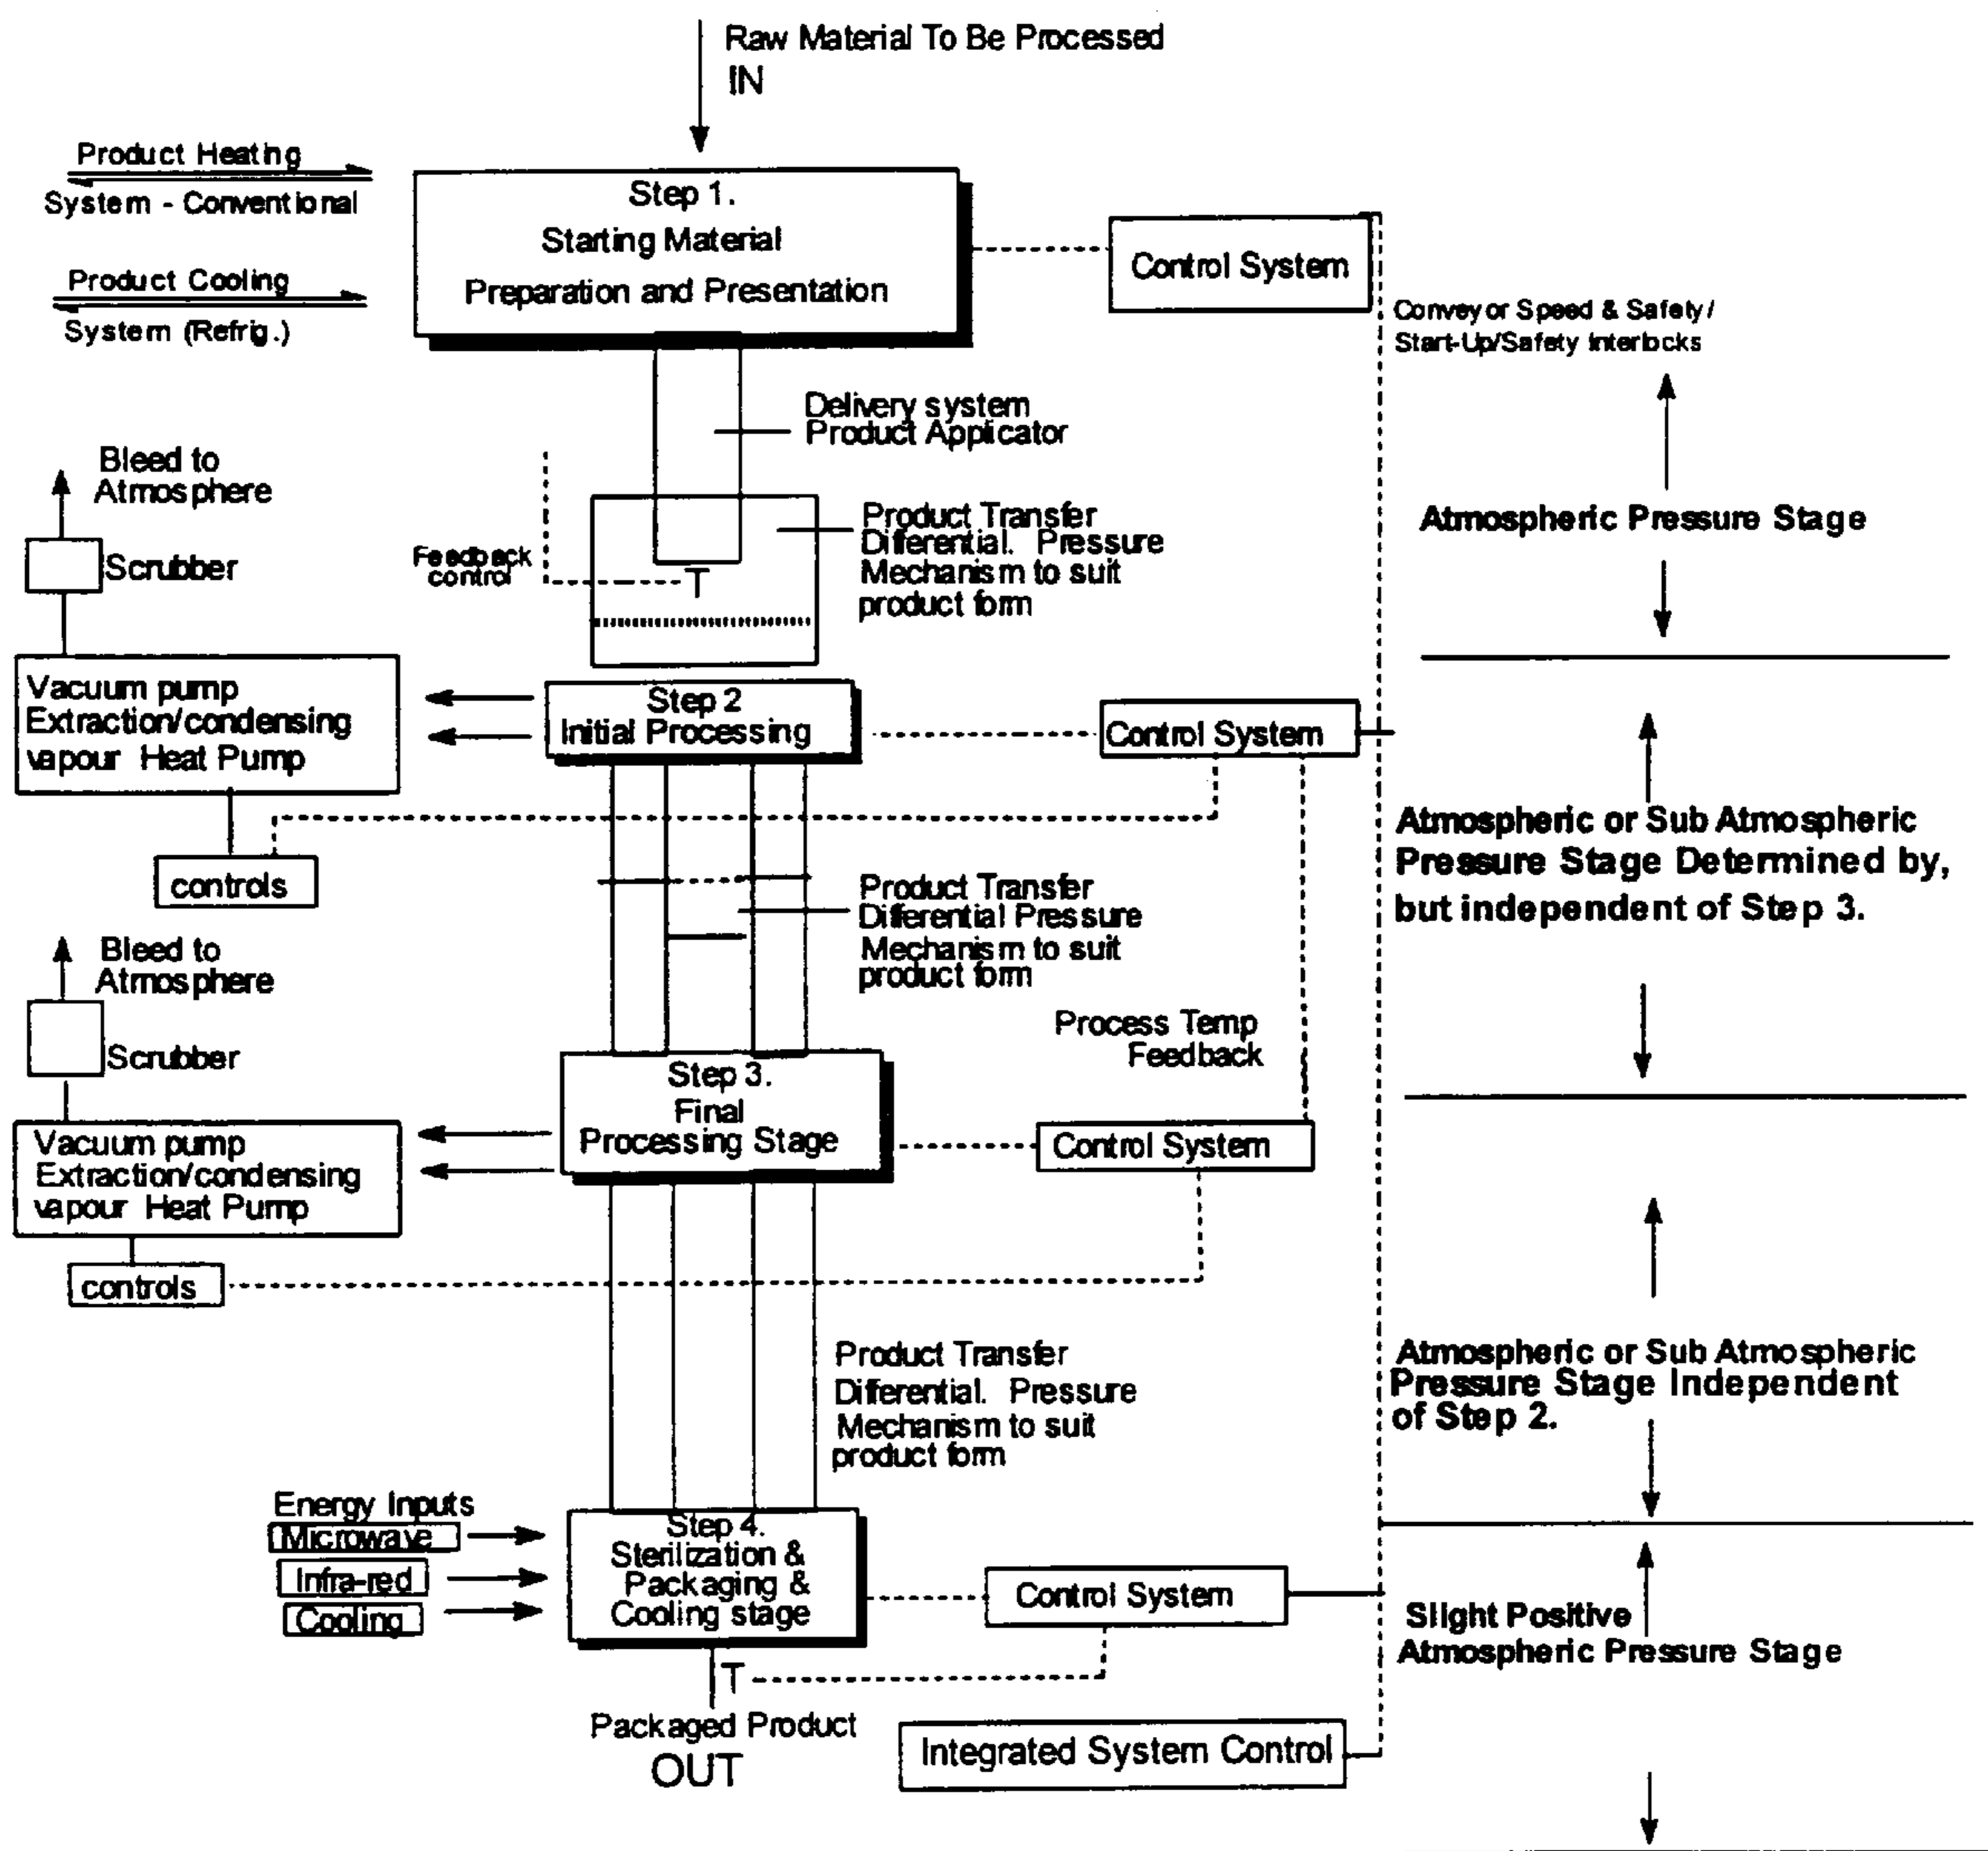 Raw Material To Be Processed
IN
Product Heating
System - Conventional
Product Cooling
System (Refrig.)
Step 1.
Starting Material
Preparation and Presentation
Control System
Conveyor Speed & Safety/
Start-Up/Safety Interlocks
Delivery system
Product Applicator
Bleed to
Atmosphere
Scrubber
Feedback
control
T
Product Transfer
Differential. Pressure
Mechanism to suit
product form
Atmospheric Pressure Stage
Vacuum pump
Extraction/condensing
vapour Heat Pump
Step 2
Initial Processing
Control System
controls
Product Transfer
Differential Pressure
Mechanism to suit
product form
Atmospheric or Sub Atmospheric
Pressure Stage Determined by,
but independent of Step 3.
Bleed to
Atmosphere
Scrubber
Process Temp
Feedback
Step 3.
Final
Processing Stage
Control System
Vacuum pump
Extraction/condensing
vapour Heat Pump
controls
Product Transfer
Differential. Pressure
Mechanism to suit
product form
Atmospheric or Sub Atmospheric
Pressure Stage Independent
of Step 2.
Energy Inputs
Microwave
Infra-red
Cooling
Step 4.
Sterilization &
Packaging &
Cooling stage
Control System
Slight Positive
Atmospheric Pressure Stage
T
Packaged Product
OUT
Integrated System Control